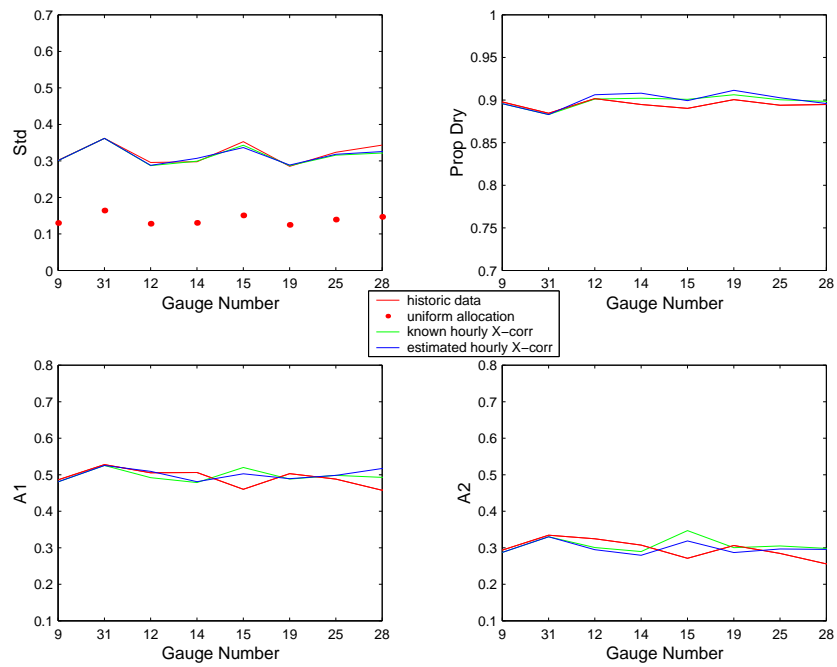 0.7
0.6
0.5
0.4
0.3
0.2
0.1
0
Std
9 31 12 14 15 19 25 28
Gauge Number
1
0.95
0.9
0.85
0.8
0.75
0.7
Prop Dry
9 31 12 14 15 19 25 28
Gauge Number
historic data
uniform allocation
known hourly X−corr
estimated hourly X−corr
0.8
0.7
0.6
0.5
0.4
0.3
0.2
0.1
A1
9 31 12 14 15 19 25 28
Gauge Number
0.8
0.7
0.6
0.5
0.4
0.3
0.2
0.1
A2
9 31 12 14 15 19 25 28
Gauge Number